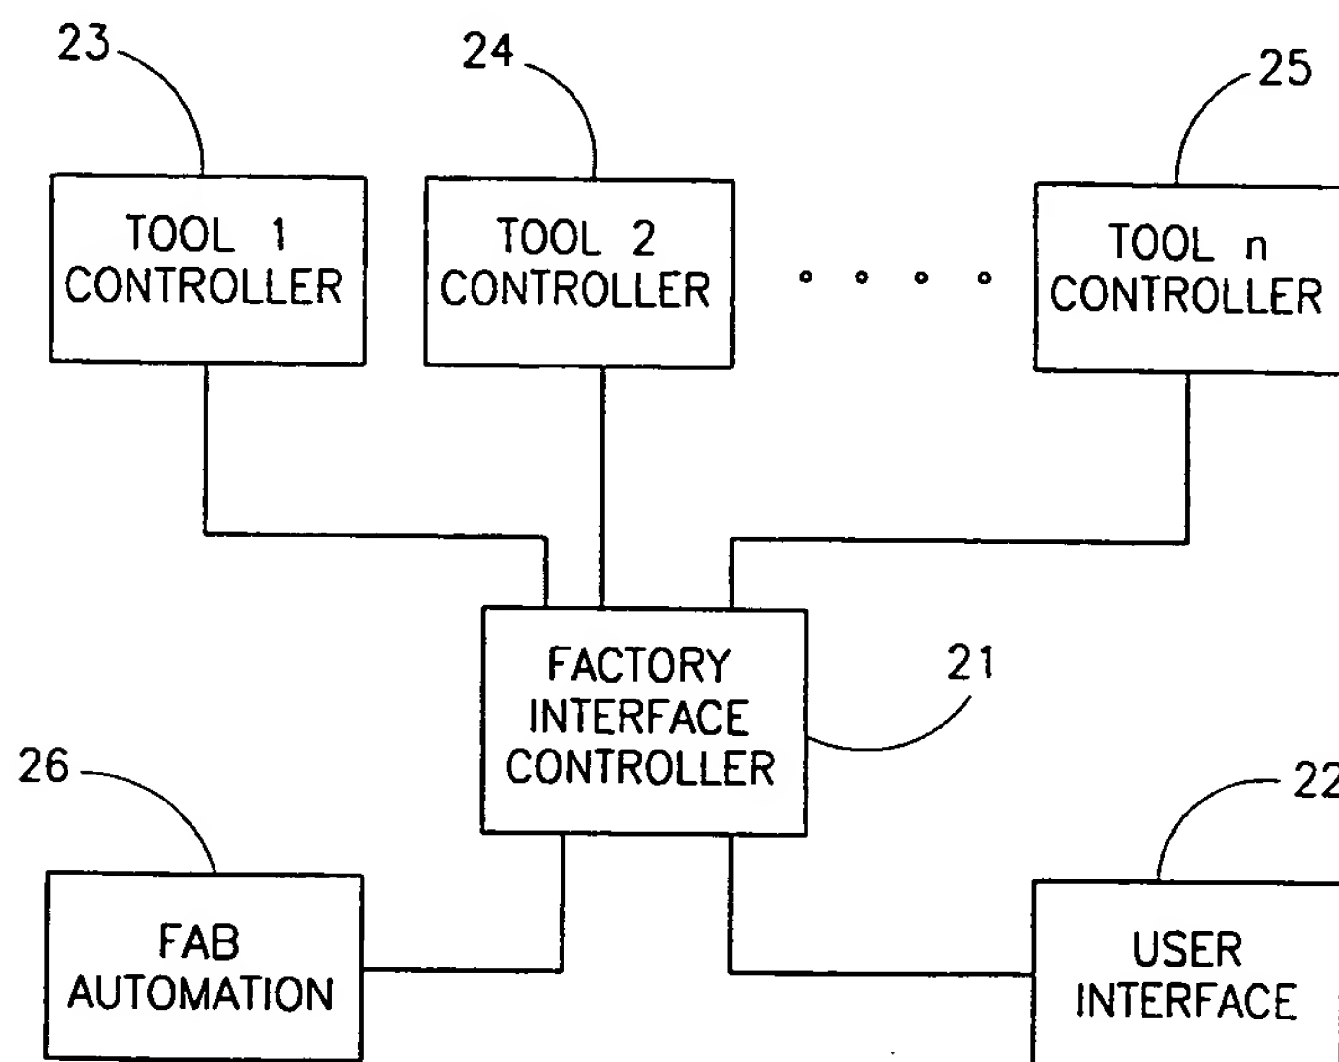 23
24
25
TOOL 1
CONTROLLER
TOOL 2
CONTROLLER
TOOL n
CONTROLLER
FACTORY
INTERFACE
CONTROLLER
21
26
22
FAB
AUTOMATION
USER
INTERFACE